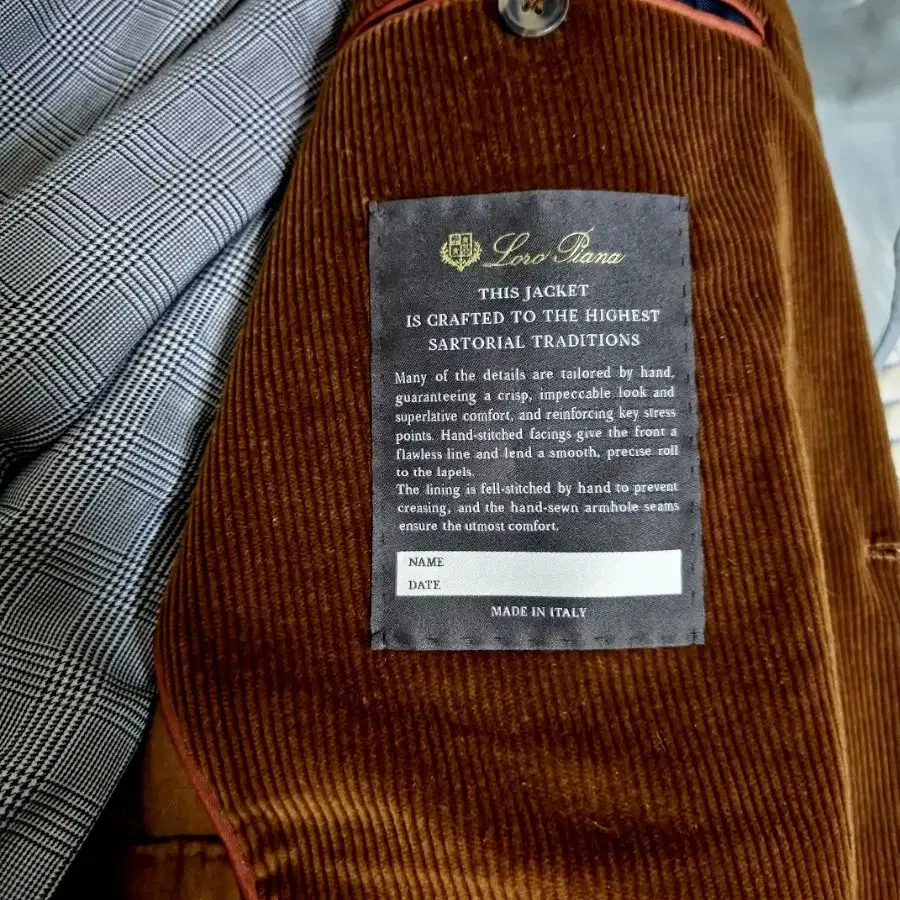 Loro Piana
THIS JACKET
IS CRAFTED TO THE HIGHEST
SARTORIAL TRADITIONS
Many of the details are tailored by hand,
guaranteeing a crisp, impeccable look and
superlative comfort, and reinforcing key stress
points. Hand-stitched facings give the front a
flawless line and lend a smooth, precise roll
to the lapels.
The lining is fell-stitched by hand to prevent
creasing, and the hand-sewn armhole seams
ensure the utmost comfort.
NAME
DATE
MADE IN ITALY